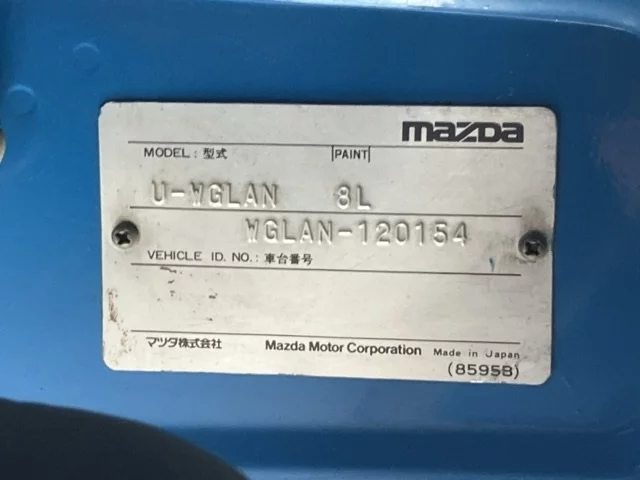 mazda
MODEL : 型式 |PAINT|
U-WGLAN 8L
WGLAN-120154
VEHICLE ID. NO. : 車台番号
マツダ株式会社 Mazda Motor Corporation Made in Japan
(8595B)